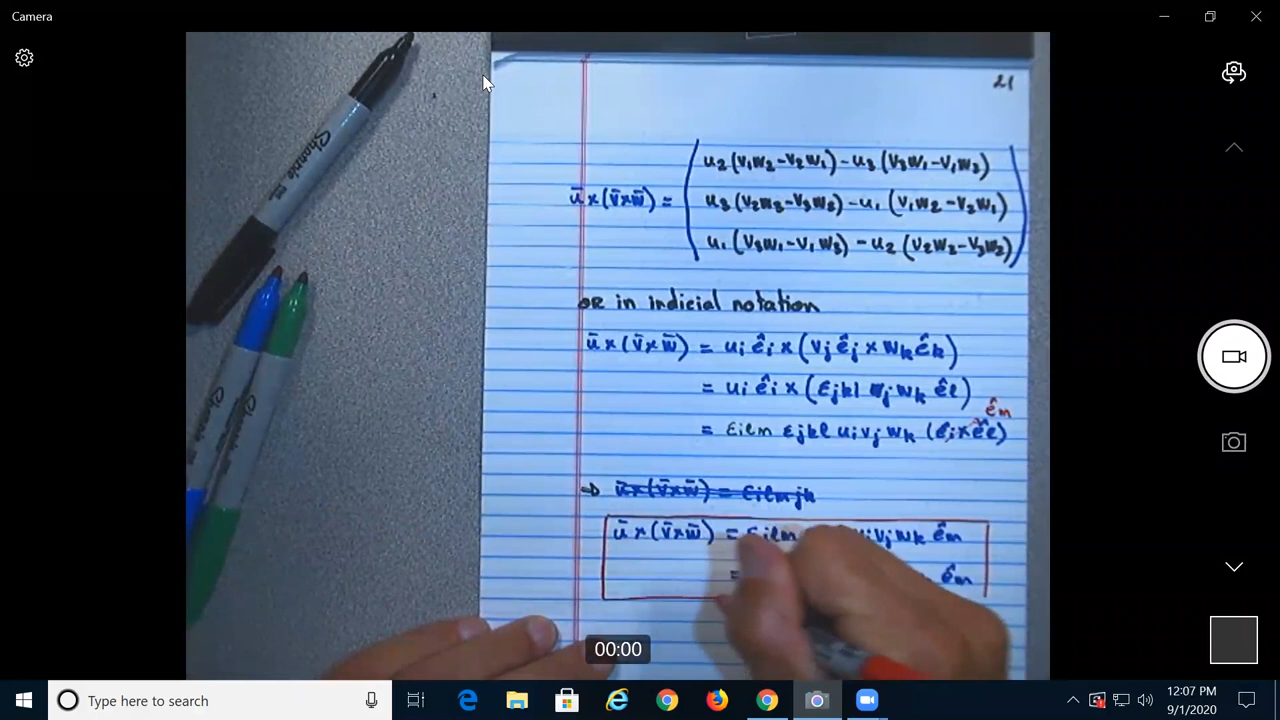 Camera
Sharpie
21
u2(v1w2-v2w1) - u3(v3w1-v1w3)
ū×(v̄×w̄) = u3(v2w3-v3w2) - u1(v1w2-v2w1)
u1(v3w1-v1w3) - u2(v2w3-v3w2)
OR in indicial notation
ū×(v̄×w̄) = ui êi × (vj êj × wk êk)
= ui êi × (εjkl vj wk êl)
êm
= εilm εjkl ui vj wk (êi×êl)
⇒ ū×(v̄×w̄) = εilmjk
ū×(v̄×w̄) = εilm ui vj wk êm
= êm
00:00
Type here to search
12:07 PM
9/1/2020